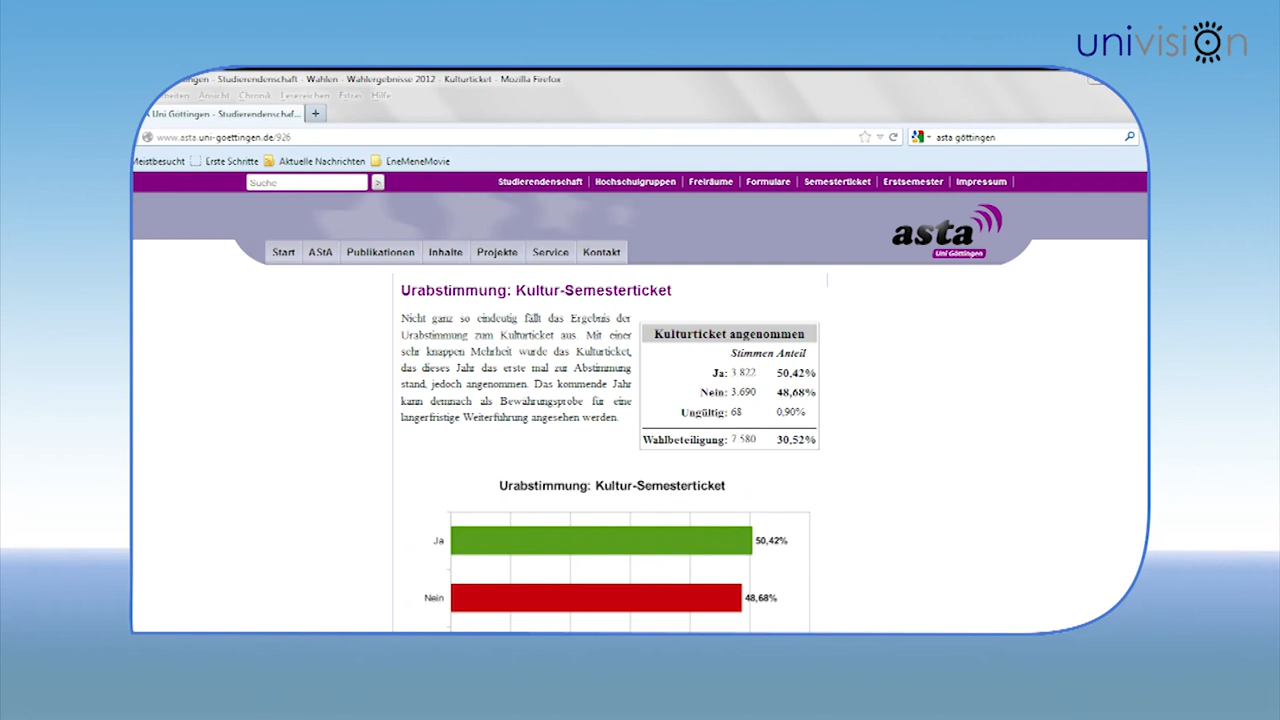 univision
ngen - Studierendenschaft - Wahlen - Wahlergebnisse 2012 - Kulturticket - Mozilla Firefox
eiten Ansicht Chronik Lesezeichen Extras Hilfe
A Uni Göttingen - Studierendenschaf... +
www.asta.uni-goettingen.de/926
asta göttingen
Meistbesucht Erste Schritte Aktuelle Nachrichten EneMeneMovie
Suche >
Studierendenschaft | Hochschulgruppen | Freiräume | Formulare | Semesterticket | Erstsemester | Impressum |
asta
Uni Göttingen
Start AStA Publikationen Inhalte Projekte Service Kontakt
Urabstimmung: Kultur-Semesterticket
Nicht ganz so eindeutig fällt das Ergebnis der
Urabstimmung zum Kulturticket aus. Mit einer
sehr knappen Mehrheit wurde das Kulturticket,
das dieses Jahr das erste mal zur Abstimmung
stand, jedoch angenommen. Das kommende Jahr
kann demnach als Bewährungsprobe für eine
längerfristige Weiterführung angesehen werden.
Kulturticket angenommen
Stimmen Anteil
Ja: 3 822 50,42%
Nein: 3.690 48,68%
Ungültig: 68 0,90%
Wahlbeteiligung: 7 580 30,52%
Urabstimmung: Kultur-Semesterticket
Ja 50,42%
Nein 48,68%